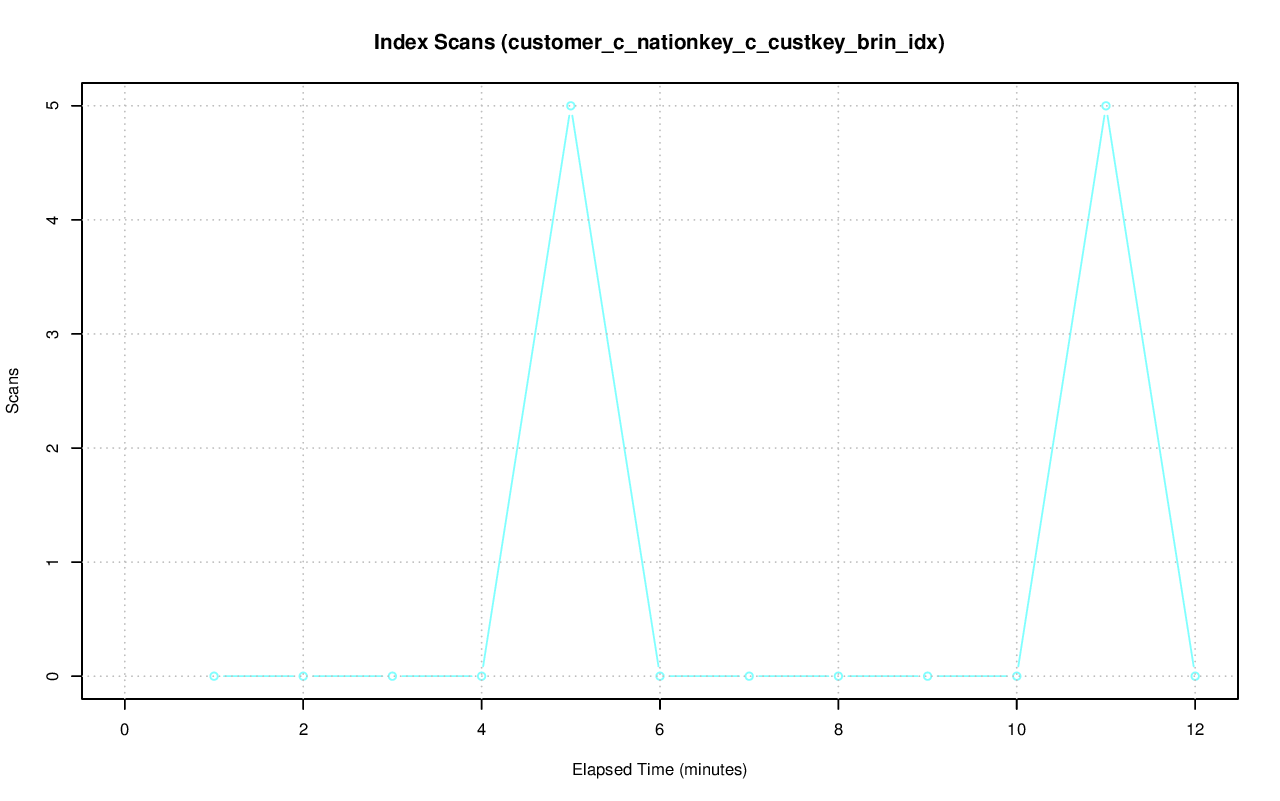 Index Scans (customer_c_nationkey_c_custkey_brin_idx)
5
4
3
2
1
0
Scans
0 2 4 6 8 10 12
Elapsed Time (minutes)